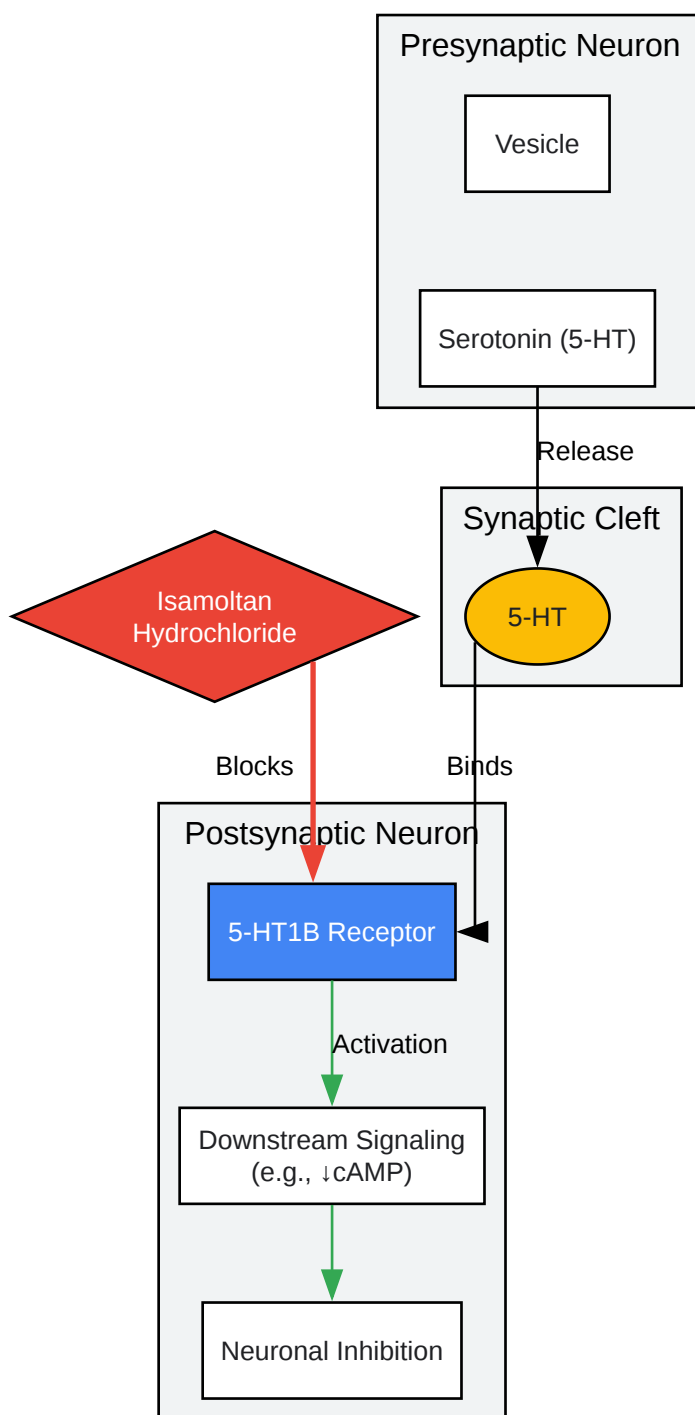 Presynaptic Neuron
Vesicle
Serotonin (5-HT)
Release
Synaptic Cleft
Isamoltan
Hydrochloride
5-HT
Blocks
Binds
Postsynaptic Neuron
5-HT1B Receptor
Activation
Downstream Signaling
(e.g., ↓cAMP)
Neuronal Inhibition